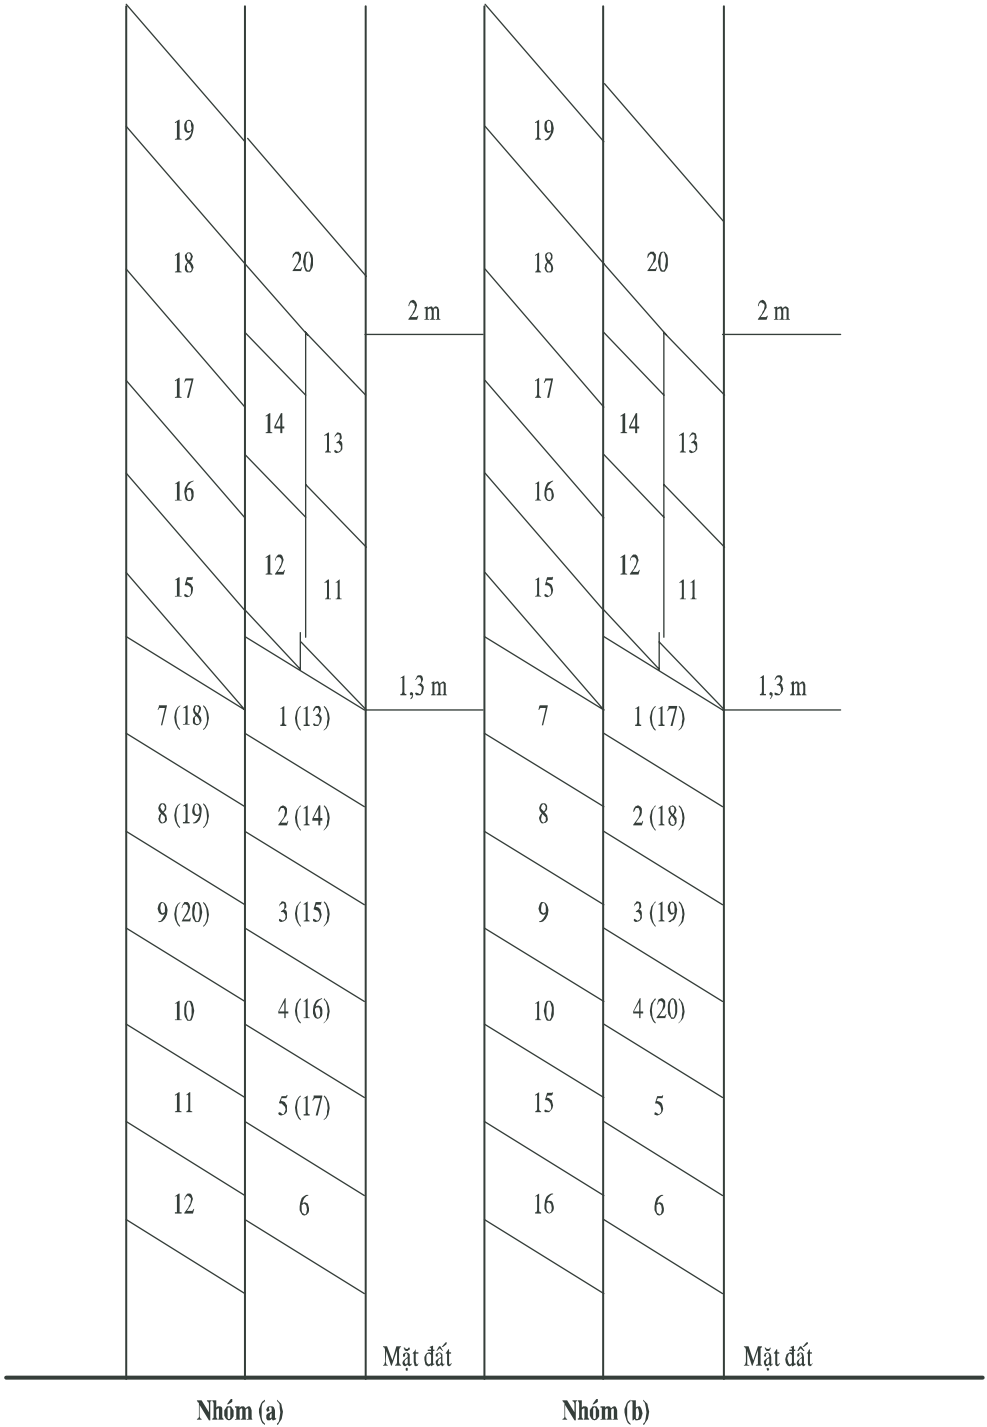 19 19
18 20 18 20
2 m 2 m
17 14 13 17 14 13
16 16
15 12 11 15 12 11
1,3 m 1,3 m
7 (18) 1 (13) 7 1 (17)
8 (19) 2 (14) 8 2 (18)
9 (20) 3 (15) 9 3 (19)
10 4 (16) 10 4 (20)
11 5 (17) 15 5
12 6 16 6
Mặt đất Mặt đất
Nhóm (a) Nhóm (b)